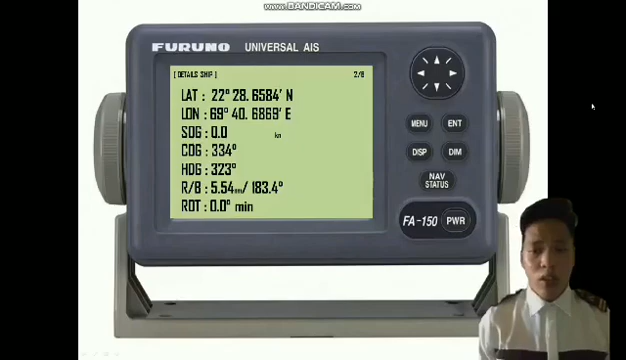 www.BANDICAM.com
FURUNO UNIVERSAL AIS
[ DETAILS SHIP ] 2/8
LAT : 22° 28. 6584' N
LON : 69° 40. 6869' E
SOG : 0.0 kn
COG : 334°
HDG : 323°
R/B : 5.54nm/ 183.4°
ROT : 0.0° min
MENU ENT
DISP DIM
NAV
STATUS
FA-150 PWR